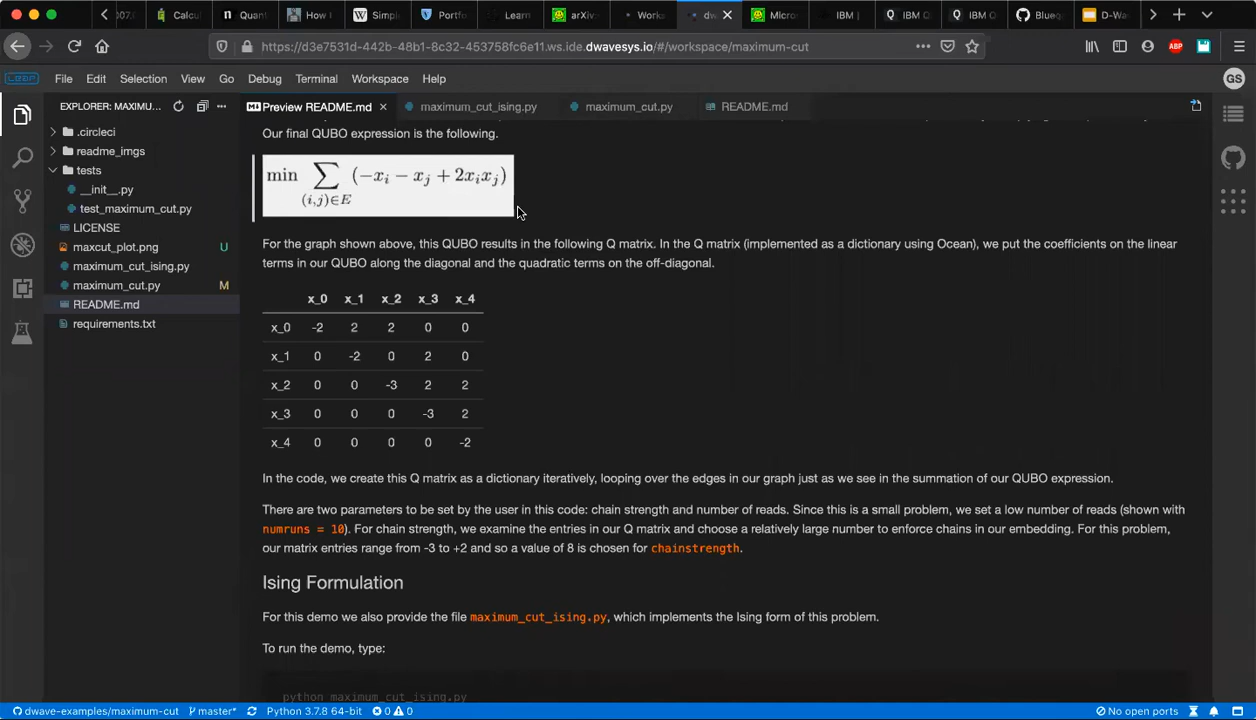 Calcu
Quant
How I
Simple
Portfo
Learn
arXiv:
Works
dw
Micro
IBM |
IBM Q
IBM Q
Blueq
D-Wa
https://d3e7531d-442b-48b1-8c32-453758fc6e11.ws.ide.dwavesys.io/#/workspace/maximum-cut
ABP
LEAP File Edit Selection View Go Debug Terminal Workspace Help
GS
EXPLORER: MAXIMU...
Preview README.md
maximum_cut_ising.py
maximum_cut.py
README.md
.circleci
readme_imgs
tests
__init__.py
test_maximum_cut.py
LICENSE
maxcut_plot.png U
maximum_cut_ising.py
maximum_cut.py M
README.md
requirements.txt
Our final QUBO expression is the following.
min ∑ (−xᵢ − xⱼ + 2xᵢxⱼ)
(i,j)∈E
For the graph shown above, this QUBO results in the following Q matrix. In the Q matrix (implemented as a dictionary using Ocean), we put the coefficients on the linear
terms in our QUBO along the diagonal and the quadratic terms on the off-diagonal.
x_0 x_1 x_2 x_3 x_4
x_0 -2 2 2 0 0
x_1 0 -2 0 2 0
x_2 0 0 -3 2 2
x_3 0 0 0 -3 2
x_4 0 0 0 0 -2
In the code, we create this Q matrix as a dictionary iteratively, looping over the edges in our graph just as we see in the summation of our QUBO expression.
There are two parameters to be set by the user in this code: chain strength and number of reads. Since this is a small problem, we set a low number of reads (shown with
numruns = 10). For chain strength, we examine the entries in our Q matrix and choose a relatively large number to enforce chains in our embedding. For this problem,
our matrix entries range from -3 to +2 and so a value of 8 is chosen for chainstrength.
Ising Formulation
For this demo we also provide the file maximum_cut_ising.py, which implements the Ising form of this problem.
To run the demo, type:
python maximum_cut_ising.py
dwave-examples/maximum-cut master* Python 3.7.8 64-bit 0 0 No open ports